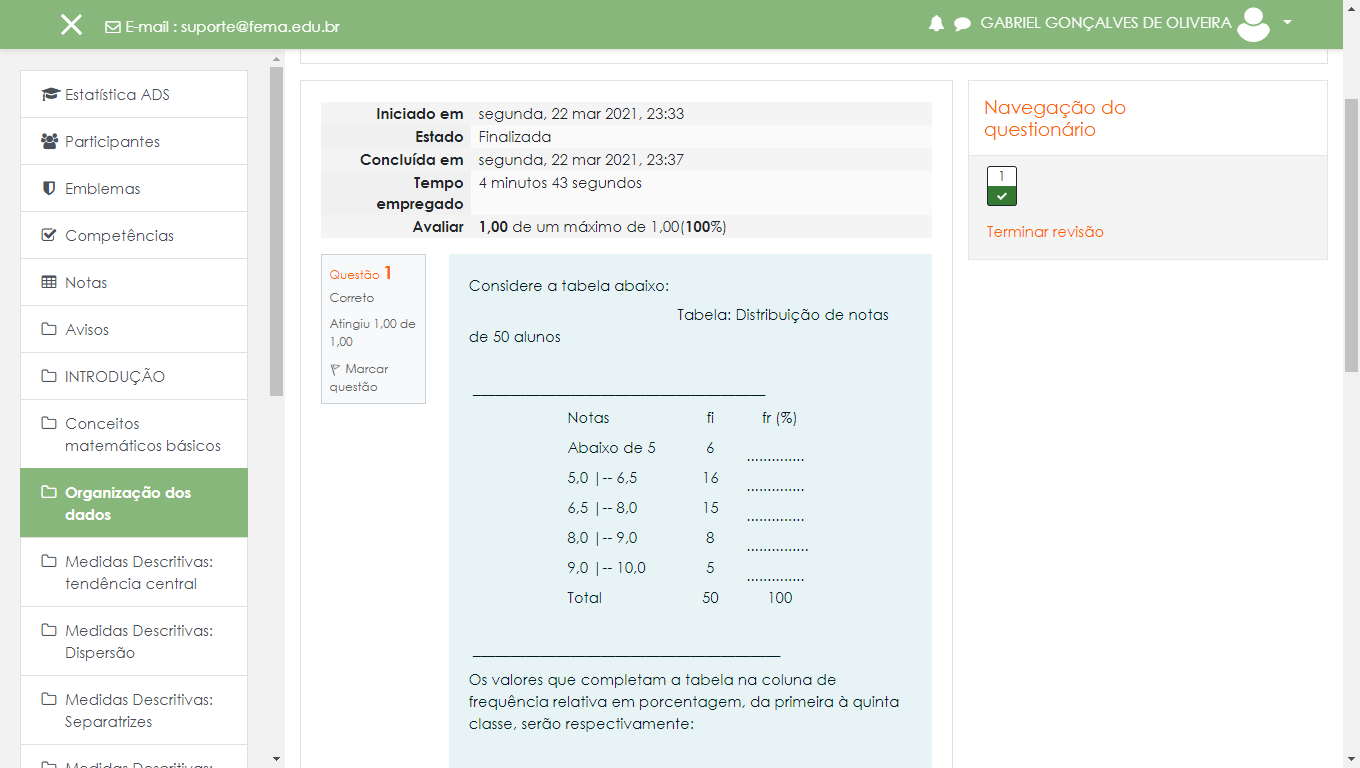 E-mail : suporte@fema.edu.br
GABRIEL GONÇALVES DE OLIVEIRA
Estatística ADS
Participantes
Emblemas
Competências
Notas
Avisos
INTRODUÇÃO
Conceitos
matemáticos básicos
Organização dos
dados
Medidas Descritivas:
tendência central
Medidas Descritivas:
Dispersão
Medidas Descritivas:
Separatrizes
Medidas Descritivas:
Iniciado em segunda, 22 mar 2021, 23:33
Estado Finalizada
Concluída em segunda, 22 mar 2021, 23:37
Tempo 4 minutos 43 segundos
empregado
Avaliar 1,00 de um máximo de 1,00(100%)
Questão 1
Correto
Atingiu 1,00 de
1,00
Marcar
questão
Considere a tabela abaixo:
Tabela: Distribuição de notas
de 50 alunos
_______________________________________
Notas fi fr (%)
Abaixo de 5 6 ..............
5,0 |-- 6,5 16 ..............
6,5 |-- 8,0 15 ..............
8,0 |-- 9,0 8 ...............
9,0 |-- 10,0 5 ..............
Total 50 100
_________________________________________
Os valores que completam a tabela na coluna de
frequência relativa em porcentagem, da primeira à quinta
classe, serão respectivamente:
Navegação do
questionário
1
Terminar revisão